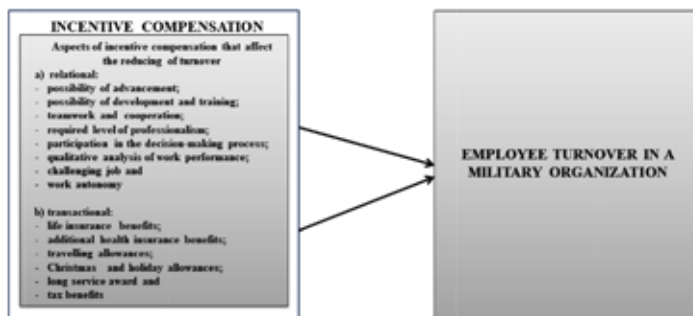 INCENTIVE COMPENSATION
Aspects of incentive compensation that affect
the reducing of turnover
a) relational:
- possibility of advancement;
- possibility of development and training;
- teamwork and cooperation;
- required level of professionalism;
- participation in the decision-making process;
- qualitative analysis of work performance;
- challenging job and
- work autonomy
b) transactional:
- life insurance benefits;
- additional health insurance benefits;
- travelling allowances;
- Christmas and holiday allowances;
- long service award and
- tax benefits
EMPLOYEE TURNOVER IN A
MILITARY ORGANIZATION